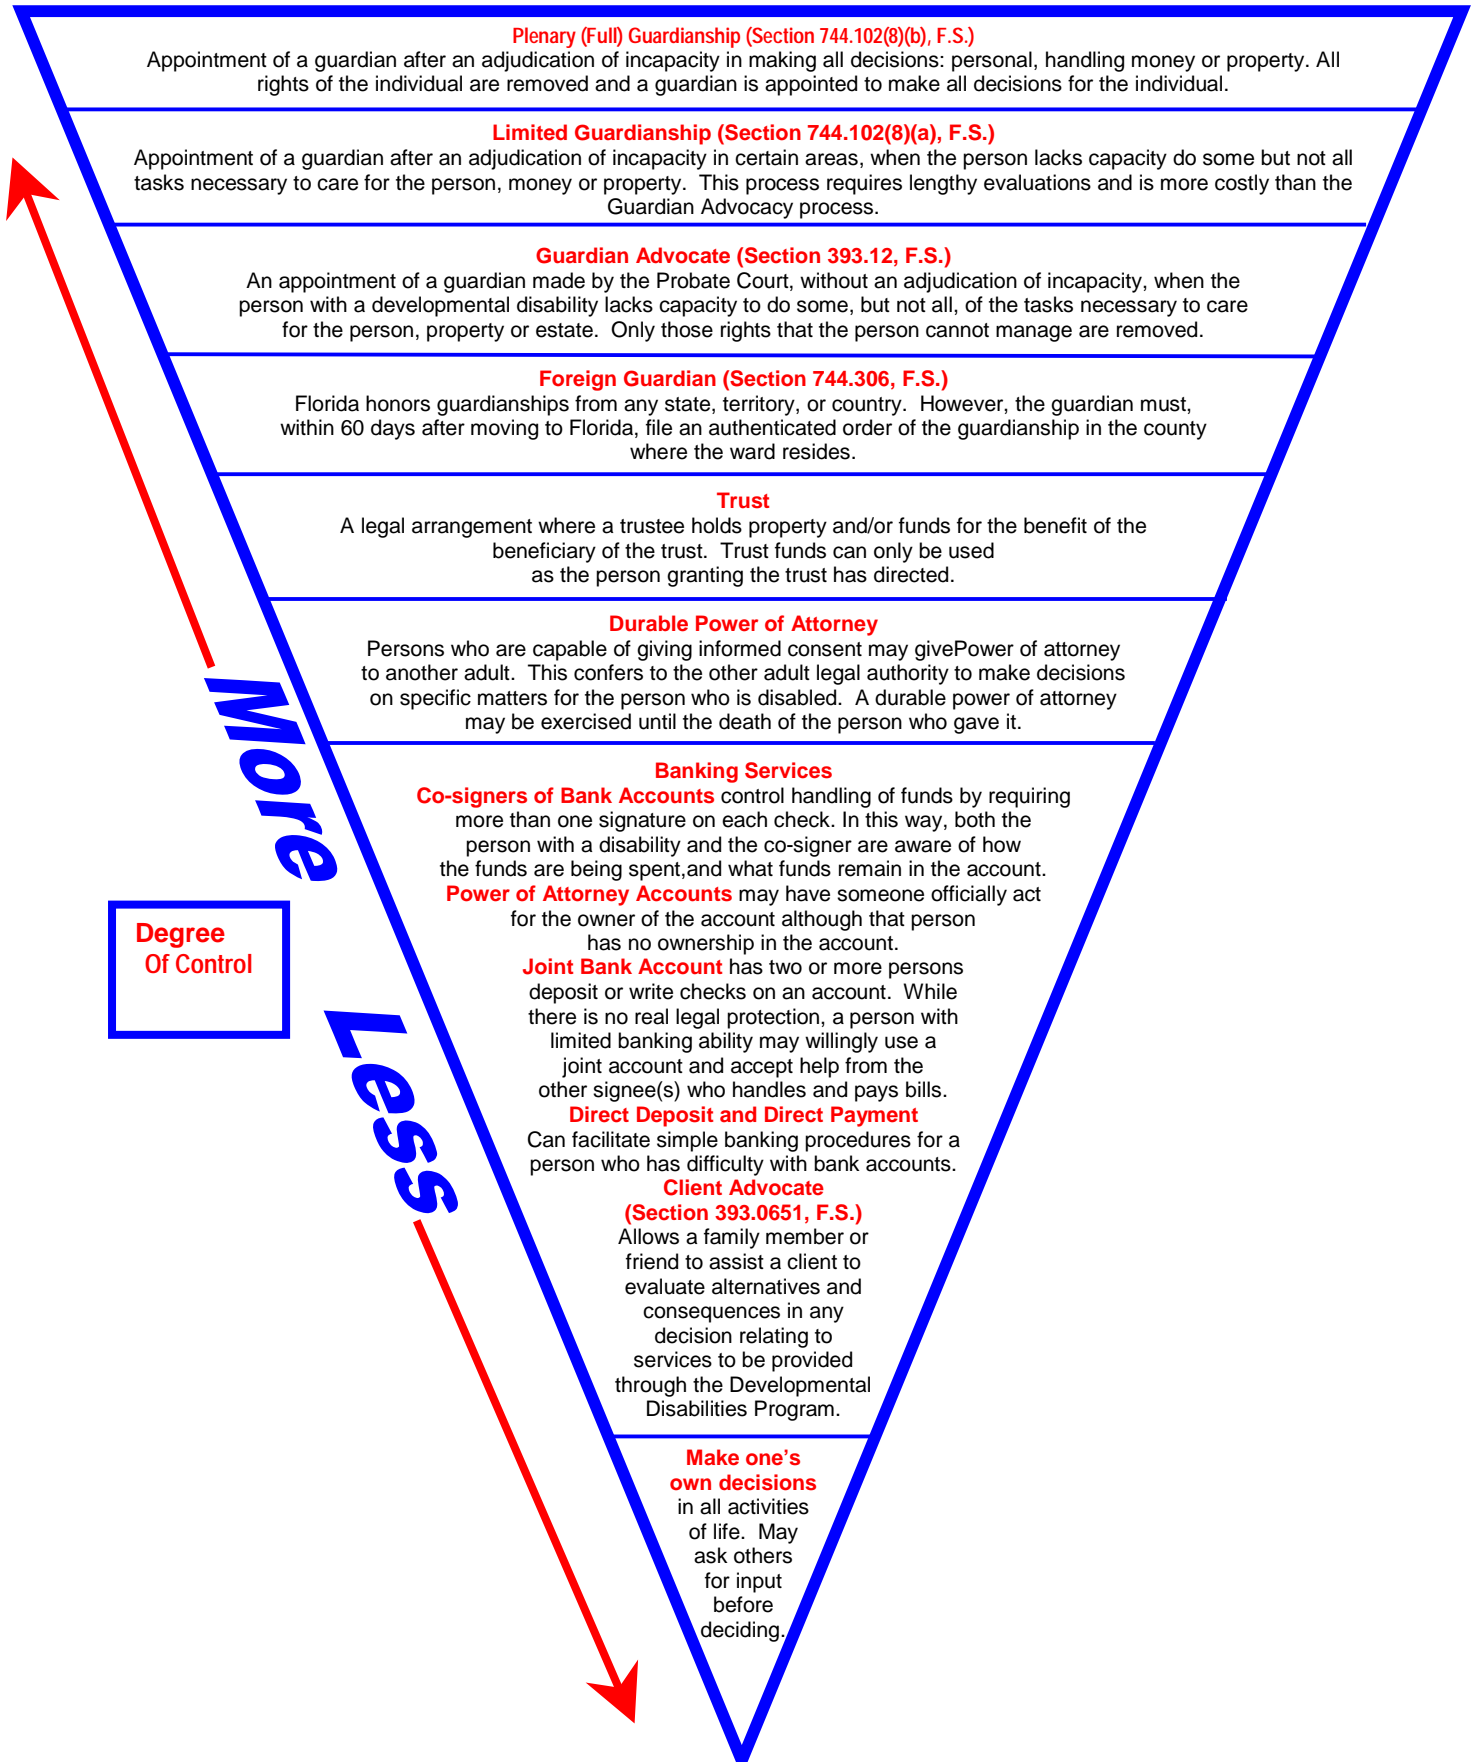 Plenary (Full) Guardianship (Section 744.102(8)(b), F.S.)
Appointment of a guardian after an adjudication of incapacity in making all decisions: personal, handling money or property. All
rights of the individual are removed and a guardian is appointed to make all decisions for the individual.
Limited Guardianship (Section 744.102(8)(a), F.S.)
Appointment of a guardian after an adjudication of incapacity in certain areas, when the person lacks capacity do some but not all
tasks necessary to care for the person, money or property. This process requires lengthy evaluations and is more costly than the
Guardian Advocacy process.
Guardian Advocate (Section 393.12, F.S.)
An appointment of a guardian made by the Probate Court, without an adjudication of incapacity, when the
person with a developmental disability lacks capacity to do some, but not all, of the tasks necessary to care
for the person, property or estate. Only those rights that the person cannot manage are removed.
Foreign Guardian (Section 744.306, F.S.)
Florida honors guardianships from any state, territory, or country. However, the guardian must,
within 60 days after moving to Florida, file an authenticated order of the guardianship in the county
where the ward resides.
Trust
A legal arrangement where a trustee holds property and/or funds for the benefit of the
beneficiary of the trust. Trust funds can only be used
as the person granting the trust has directed.
Durable Power of Attorney
Persons who are capable of giving informed consent may givePower of attorney
to another adult. This confers to the other adult legal authority to make decisions
on specific matters for the person who is disabled. A durable power of attorney
may be exercised until the death of the person who gave it.
Banking Services
Co-signers of Bank Accounts control handling of funds by requiring
more than one signature on each check. In this way, both the
person with a disability and the co-signer are aware of how
the funds are being spent,and what funds remain in the account.
Power of Attorney Accounts may have someone officially act
for the owner of the account although that person
has no ownership in the account.
Joint Bank Account has two or more persons
deposit or write checks on an account. While
there is no real legal protection, a person with
limited banking ability may willingly use a
joint account and accept help from the
other signee(s) who handles and pays bills.
Direct Deposit and Direct Payment
Can facilitate simple banking procedures for a
person who has difficulty with bank accounts.
Client Advocate
(Section 393.0651, F.S.)
Allows a family member or
friend to assist a client to
evaluate alternatives and
consequences in any
decision relating to
services to be provided
through the Developmental
Disabilities Program.
Make one's
own decisions
in all activities
of life. May
ask others
for input
before
deciding.
More
Degree
Of Control
Less